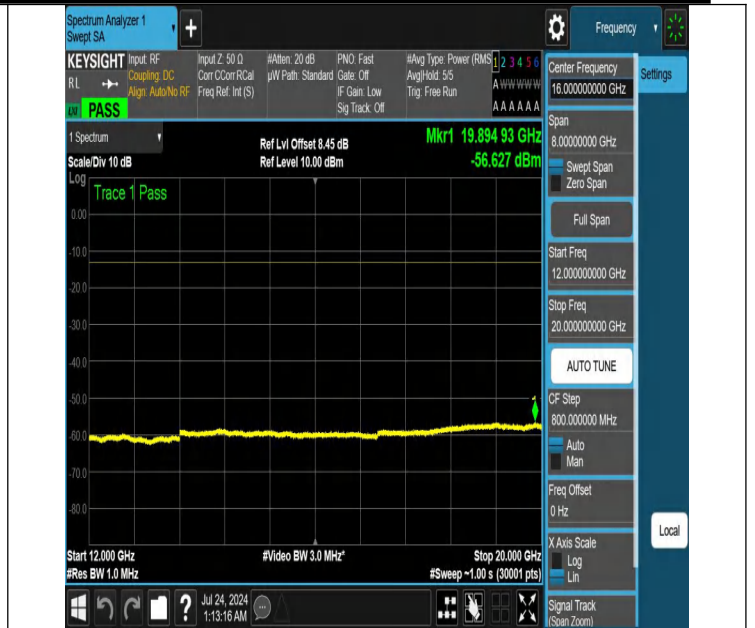 Spectrum Analyzer 1
Swept SA
+
Frequency
KEYSIGHT
RL
PASS
Input: RF
Coupling: DC
Align: Auto/No RF
Input Z: 50 Ω
Corr CCorr RCal
Freq Ref: Int (S)
#Atten: 20 dB
µW Path: Standard
PNO: Fast
Gate: Off
IF Gain: Low
Sig Track: Off
#Avg Type: Power (RMS
Avg|Hold: 5/5
Trig: Free Run
1 2 3 4 5 6
A W W W W W
A A A A A A
1 Spectrum
Scale/Div 10 dB
Ref Lvl Offset 8.45 dB
Ref Level 10.00 dBm
Mkr1 19.894 93 GHz
-56.627 dBm
Log
Trace 1 Pass
0.00
-10.0
-20.0
-30.0
-40.0
-50.0
-60.0
-70.0
-80.0
1
Start 12.000 GHz
#Res BW 1.0 MHz
#Video BW 3.0 MHz*
Stop 20.000 GHz
#Sweep ~1.00 s (30001 pts)
?
Jul 24, 2024
1:13:16 AM
Center Frequency
16.00000000 GHz
Settings
Span
8.00000000 GHz
Swept Span
Zero Span
Full Span
Start Freq
12.000000000 GHz
Stop Freq
20.000000000 GHz
AUTO TUNE
CF Step
800.000000 MHz
Auto
Man
Freq Offset
0 Hz
X Axis Scale
Log
Lin
Local
Signal Track
(Span Zoom)